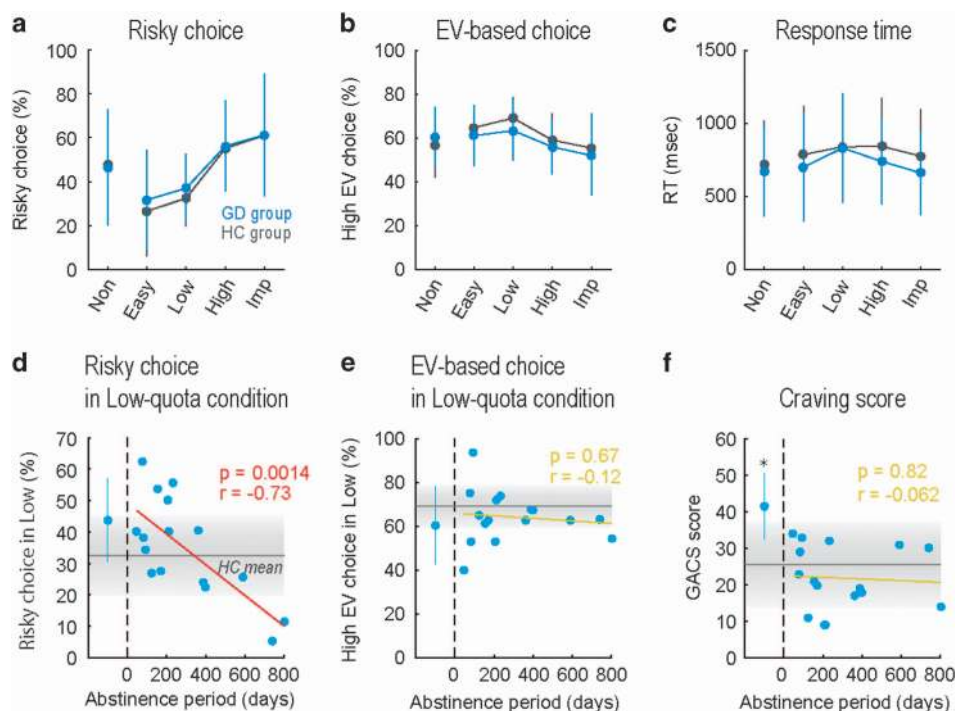 a Risky choice
100
80
60
40
20
0
Risky choice (%)
GD group
HC group
Non Easy Low High Imp
b EV-based choice
100
80
60
40
20
0
High EV choice (%)
Non Easy Low High Imp
c Response time
1500
1000
500
0
RT (msec)
Non Easy Low High Imp
d Risky choice
in Low-quota condition
70
60
50
40
30
20
10
0
Risky choice in Low (%)
p = 0.0014
r = -0.73
HC mean
0 200 400 600 800
Abstinence period (days)
e EV-based choice
in Low-quota condition
100
80
60
40
20
0
High EV choice in Low (%)
p = 0.67
r = -0.12
0 200 400 600 800
Abstinence period (days)
f Craving score
60
50
40
30
20
10
0
GACS score
*
p = 0.82
r = -0.062
0 200 400 600 800
Abstinence period (days)